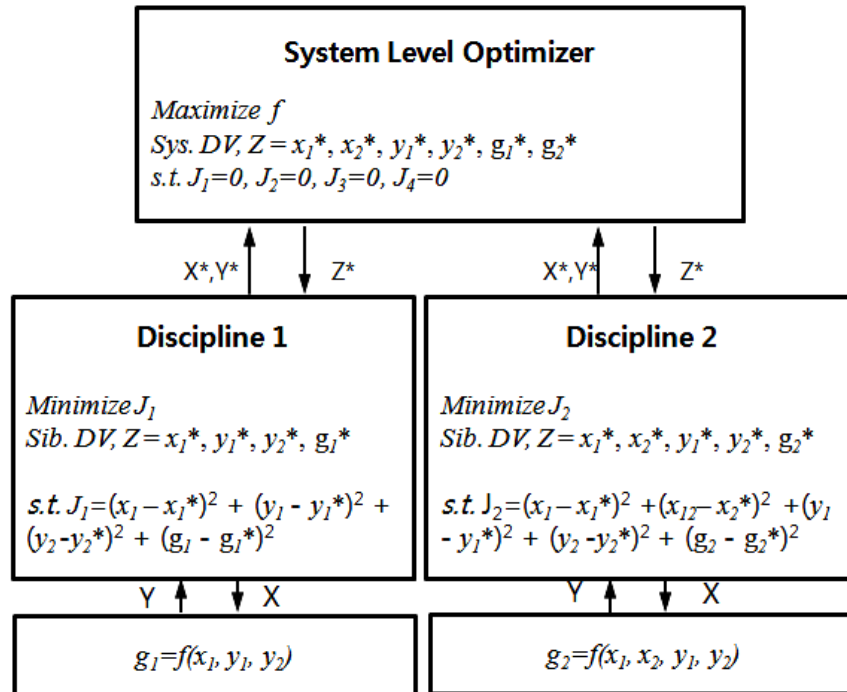 System Level Optimizer
Maximize f
Sys. DV, Z = x₁*, x₂*, y₁*, y₂*, g₁*, g₂*
s.t. J₁=0, J₂=0, J₃=0, J₄=0
X*,Y* Z* X*,Y* Z*
Discipline 1
Minimize J₁
Sib. DV, Z = x₁*, y₁*, y₂*, g₁*
s.t. J₁=(x₁ – x₁*)² + (y₁ - y₁*)² +
(y₂ -y₂*)² + (g₁ - g₁*)²
Discipline 2
Minimize J₂
Sib. DV, Z = x₁*, x₂*, y₁*, y₂*, g₂*
s.t. J₂=(x₁– x₁*)² +(x₁₂– x₂*)² +(y₁
- y₁*)² + (y₂ -y₂*)² + (g₂ - g₂*)²
Y X Y X
g₁=f(x₁, y₁, y₂)
g₂=f(x₁, x₂, y₁, y₂)